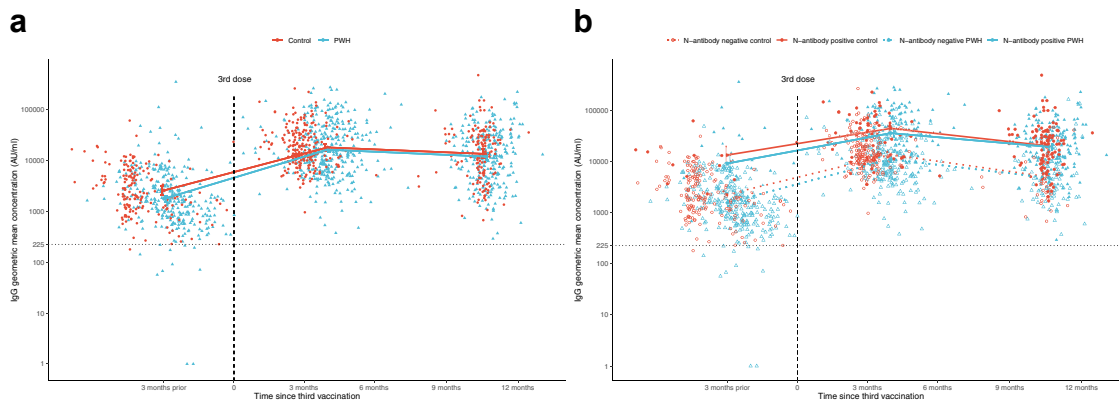 a
Control PWH
3rd dose
100000
10000
1000
225
100
10
1
IgG geometric mean concentration (AU/ml)
3 months prior 0 3 months 6 months 9 months 12 months
Time since third vaccination
b
N-antibody negative control N-antibody positive control N-antibody negative PWH N-antibody positive PWH
3rd dose
100000
10000
1000
225
100
10
1
IgG geometric mean concentration (AU/ml)
3 months prior 0 3 months 6 months 9 months 12 months
Time since third vaccination